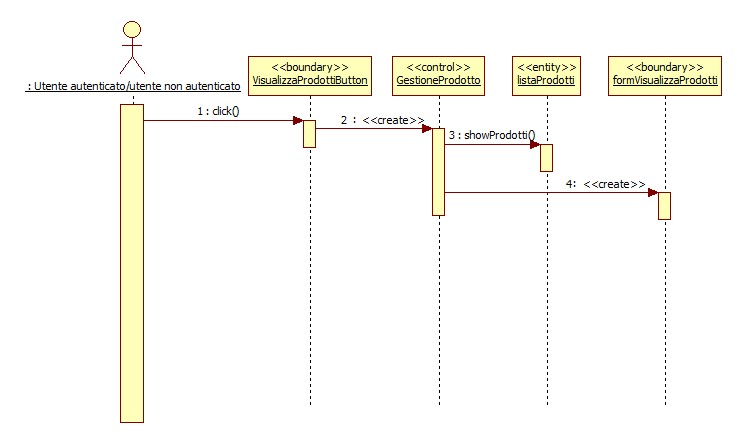 <<boundary>>
VisualizzaProdottiButton
<<control>>
GestioneProdotto
<<entity>>
listaProdotti
<<boundary>>
formVisualizzaProdotti
: Utente autenticato/utente non autenticato
1 : click()
2 : <<create>>
3 : showProdotti()
4: <<create>>